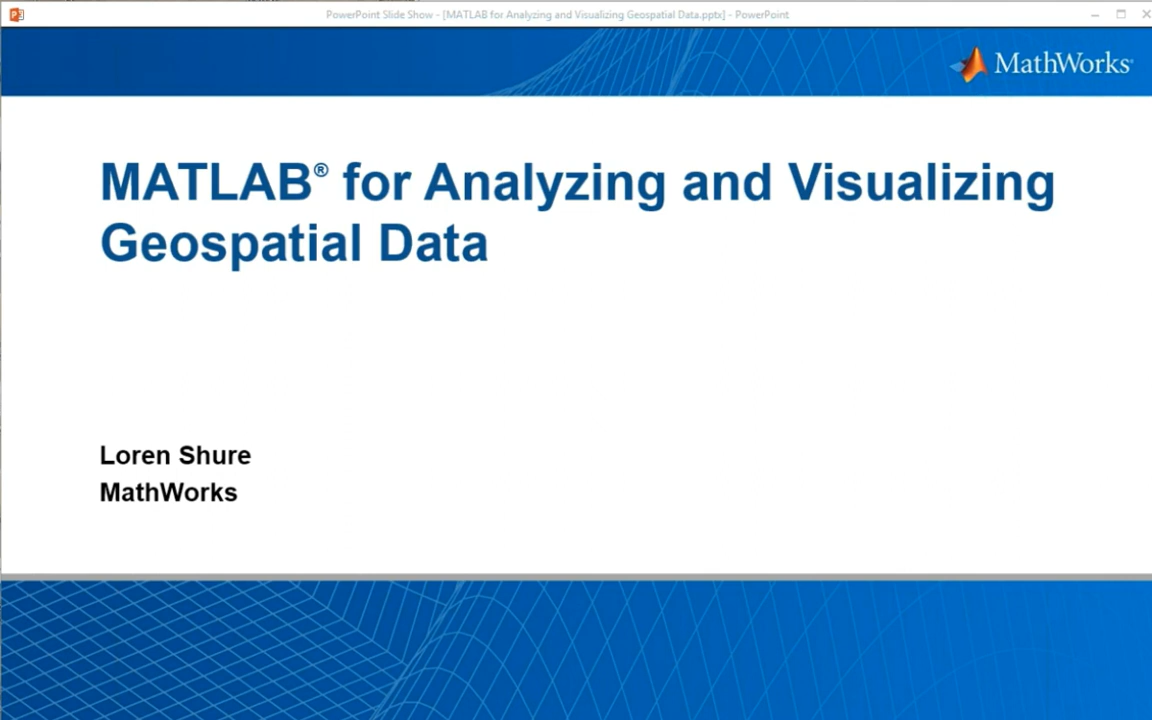 PowerPoint Slide Show - [MATLAB for Analyzing and Visualizing Geospatial Data.pptx] - PowerPoint
MathWorks®
MATLAB® for Analyzing and Visualizing
Geospatial Data
Loren Shure
MathWorks